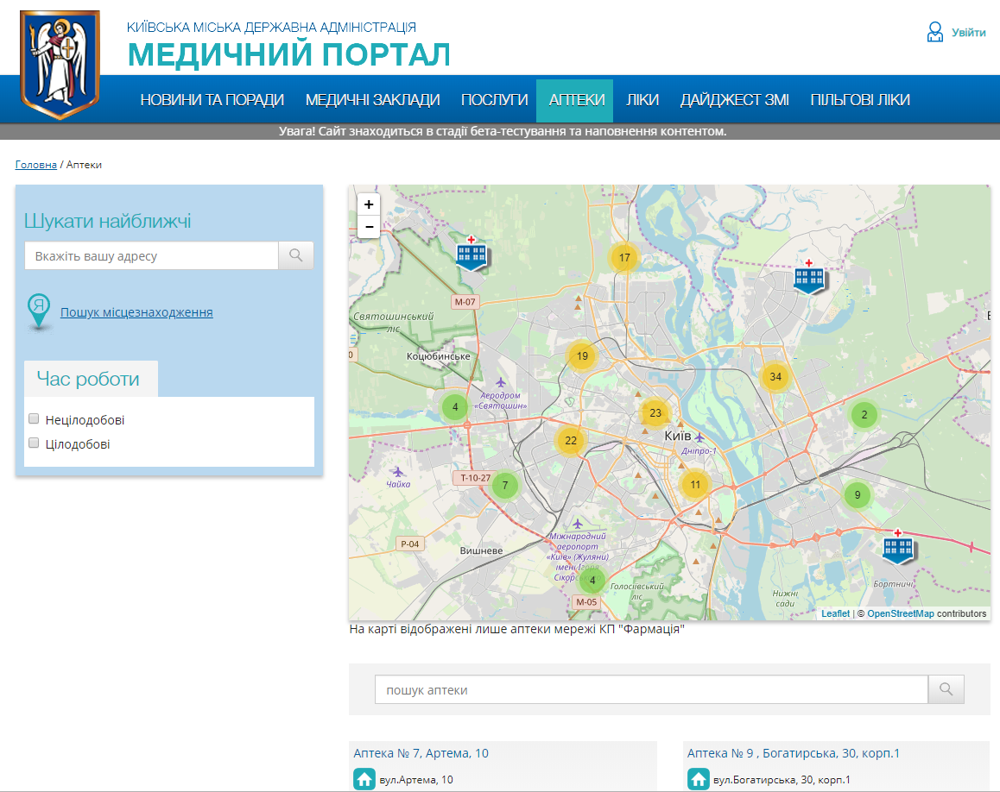 КИЇВСЬКА МІСЬКА ДЕРЖАВНА АДМІНІСТРАЦІЯ
МЕДИЧНИЙ ПОРТАЛ
Увійти
НОВИНИ ТА ПОРАДИ МЕДИЧНІ ЗАКЛАДИ ПОСЛУГИ АПТЕКИ ЛІКИ ДАЙДЖЕСТ ЗМІ ПІЛЬГОВІ ЛІКИ
Увага! Сайт знаходиться в стадії бета-тестування та наповнення контентом.
Головна / Аптеки
Шукати найближчі
Вкажіть вашу адресу
Я
Пошук місцезнаходження
Час роботи
Нецілодобові
Цілодобові
+
−
17
М-07
Святошинський
ліс
0
Коцюбинське
19
34
Аеродром
«Святошин»
4
23
2
Київ
Дніпро-1
22
Чайка
Т-10-27
7
11
9
Р-04
Вишневе
Міжнародний
аеропорт
«Київ» (Жуляни)
імені Ігоря
Сікорського
4
Голосіївський
ліс
М-05
Нижні
сади
Бортничі
Leaflet | © OpenStreetMap contributors
На карті відображені лише аптеки мережі КП "Фармація"
пошук аптеки
Аптека № 7, Артема, 10
вул.Артема, 10
Аптека № 9 , Богатирська, 30, корп.1
вул.Богатирська, 30, корп.1